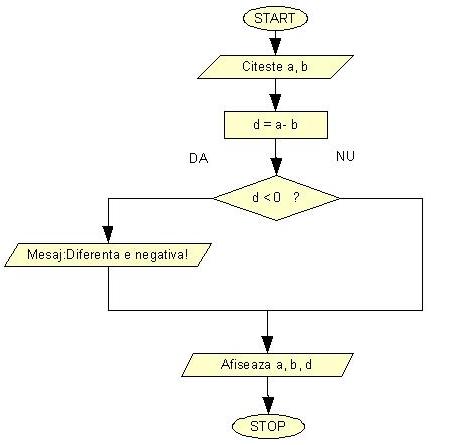 START
Citeste a, b
d = a- b
DA
NU
d < 0 ?
Mesaj:Diferenta e negativa!
Afiseaza a, b, d
STOP